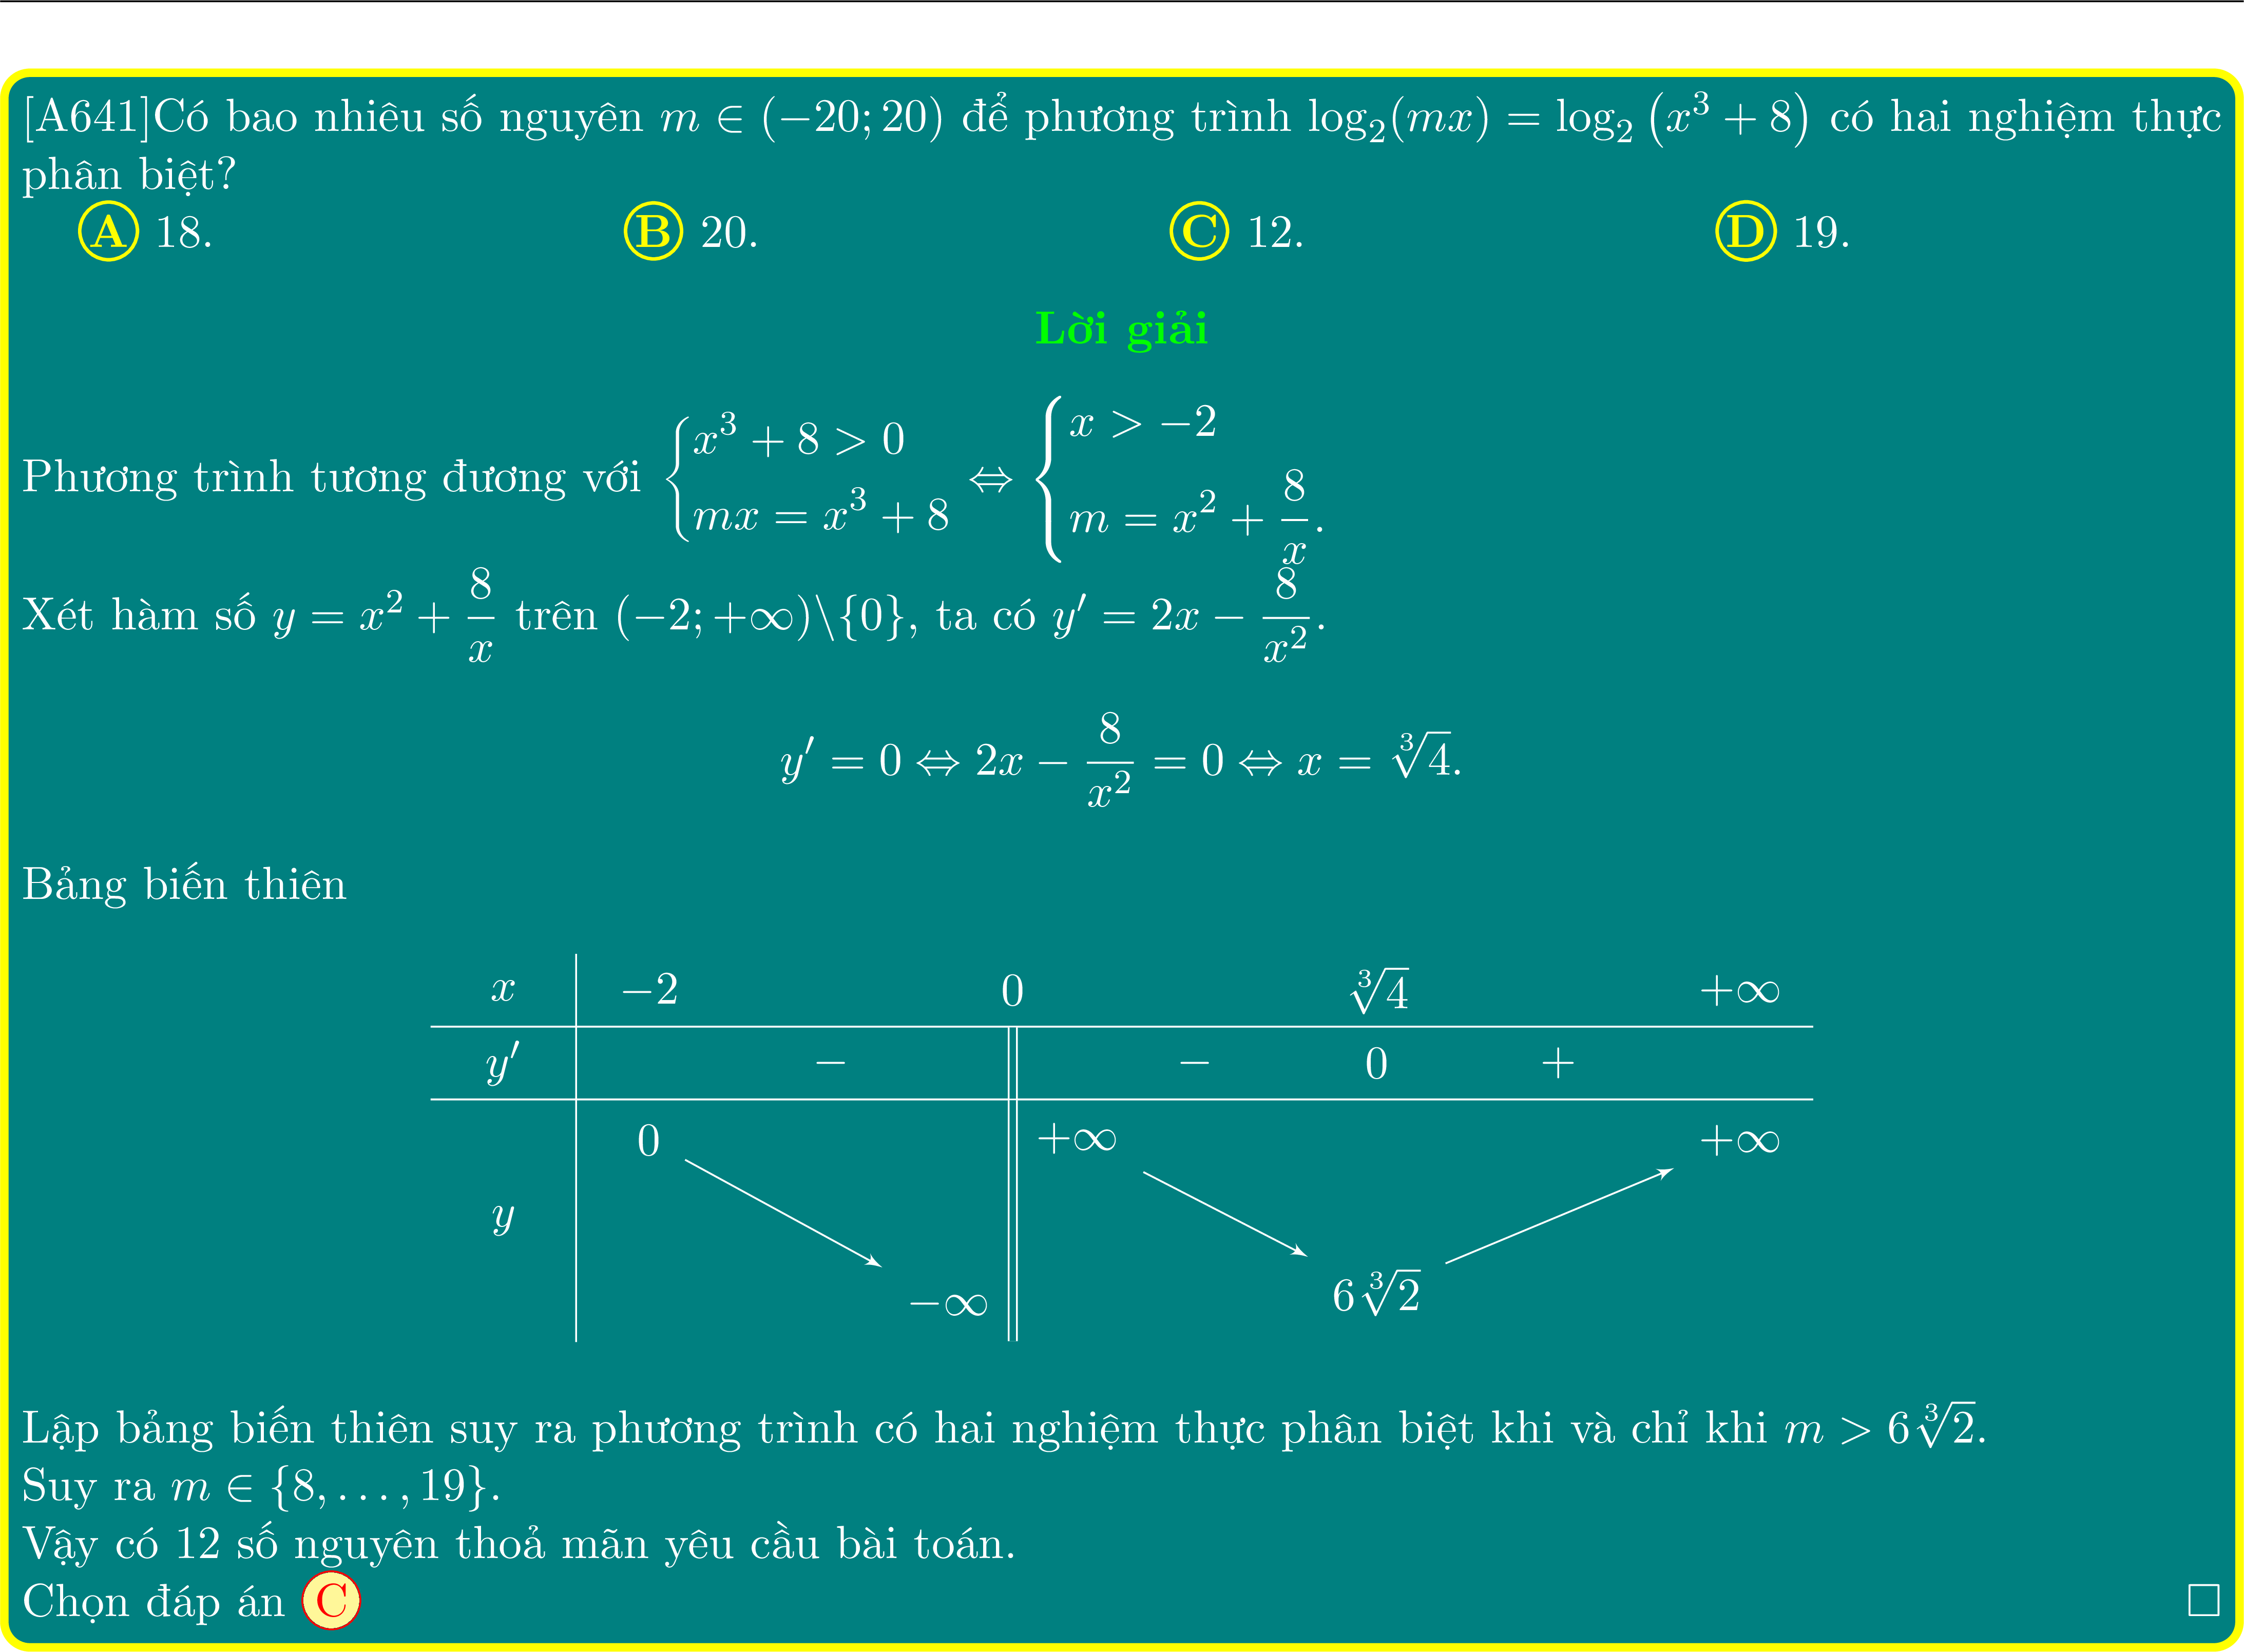 [A641]Có bao nhiêu số nguyên $m \in (-20; 20)$ để phương trình $\log_2(mx) = \log_2\left(x^3 + 8\right)$ có hai nghiệm thực
phân biệt?
A 18. B 20. C 12. D 19.
Lời giải
Phương trình tương đương với $\begin{cases} x^3 + 8 > 0 \\ mx = x^3 + 8 \end{cases} \Leftrightarrow \begin{cases} x > -2 \\ m = x^2 + \dfrac{8}{x}. \end{cases}$
Xét hàm số $y = x^2 + \dfrac{8}{x}$ trên $(-2; +\infty) \backslash \{0\}$, ta có $y' = 2x - \dfrac{8}{x^2}$.
$y' = 0 \Leftrightarrow 2x - \dfrac{8}{x^2} = 0 \Leftrightarrow x = \sqrt[3]{4}.$
Bảng biến thiên
$x$ $-2$ $0$ $\sqrt[3]{4}$ $+\infty$
$y'$ $-$ $-$ $0$ $+$
$0$ $+\infty$ $+\infty$
$y$
$-\infty$ $6\sqrt[3]{2}$
Lập bảng biến thiên suy ra phương trình có hai nghiệm thực phân biệt khi và chỉ khi $m > 6\sqrt[3]{2}$.
Suy ra $m \in \{8, \ldots, 19\}$.
Vậy có 12 số nguyên thoả mãn yêu cầu bài toán.
Chọn đáp án C □